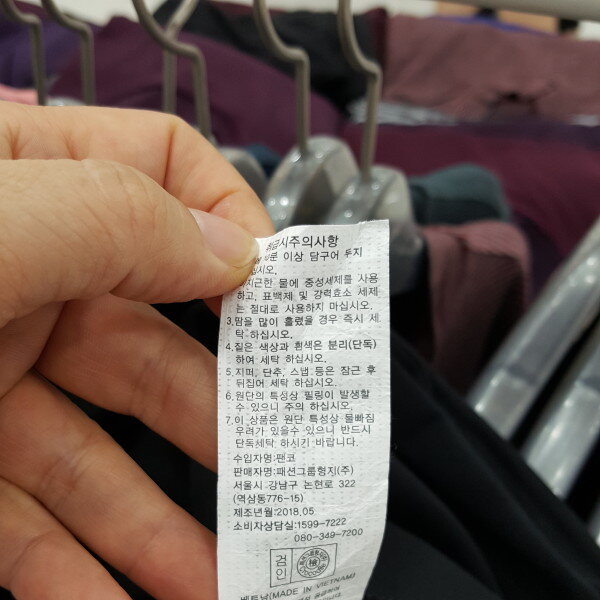 취급시주의사항
이상 담구어 두지
십시오.
미지근한 물에 중성세제를 사용
하고, 표백제 및 강력효소 세제
는 절대로 사용하지 마십시오.
3.땀을 많이 흘렸을 경우 즉시 세
탁 하십시오.
4.짙은 색상과 흰색은 분리(단독)
하여 세탁 하십시오.
5.지퍼, 단추, 스냅 등은 잠근 후
뒤집어 세탁 하십시오.
6.원단의 특성상 필링이 발생할
수 있으니 주의 하십시오.
7.이 상품은 원단 특성상 물빠짐
우려가 있을수 있으니 반드시
단독세탁 하시기 바랍니다.
수입자명:팬코
판매자명:패션그룹형지(주)
서울시 강남구 논현로 322
(역삼동776-15)
제조년월:2018.05
소비자상담실:1599-7222
080-349-7200
검인
檢
베트남(MADE IN VIETNAM)